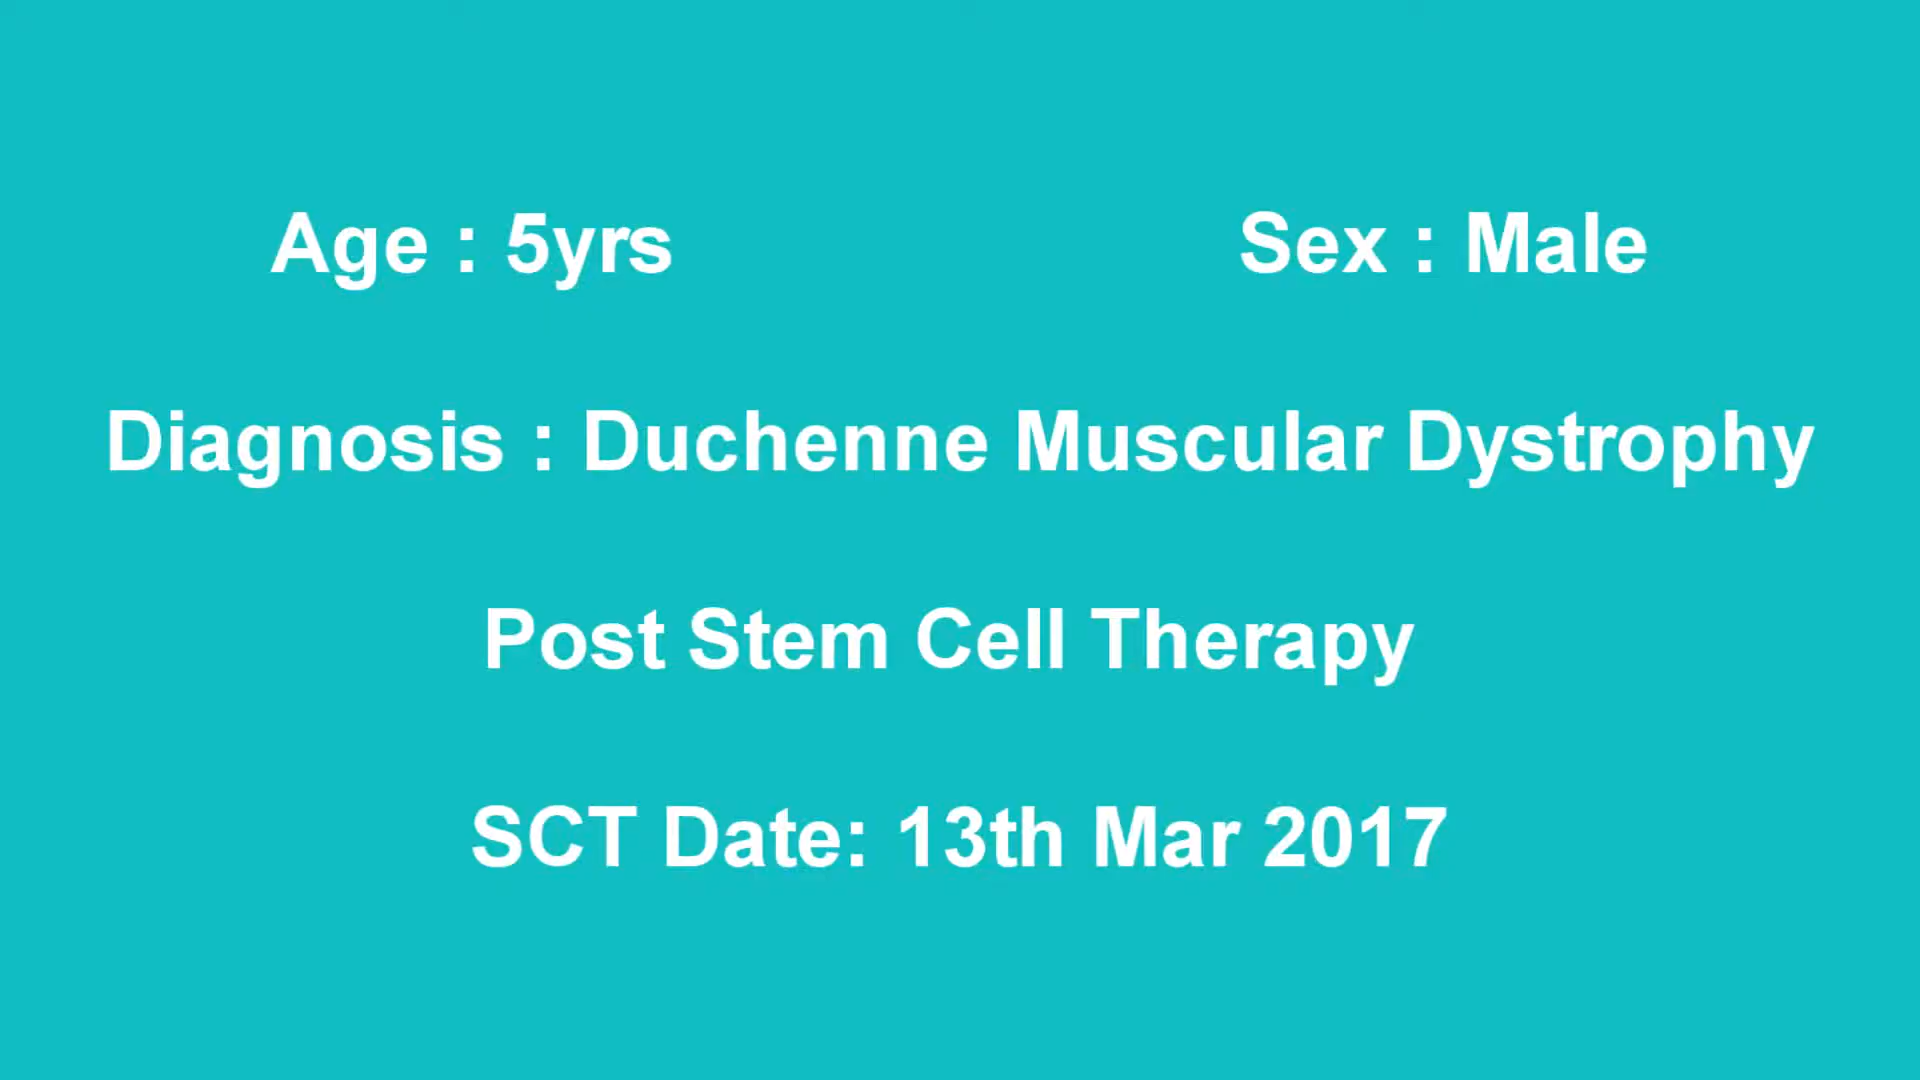 Age : 5yrs Sex : Male
Diagnosis : Duchenne Muscular Dystrophy
Post Stem Cell Therapy
SCT Date: 13th Mar 2017